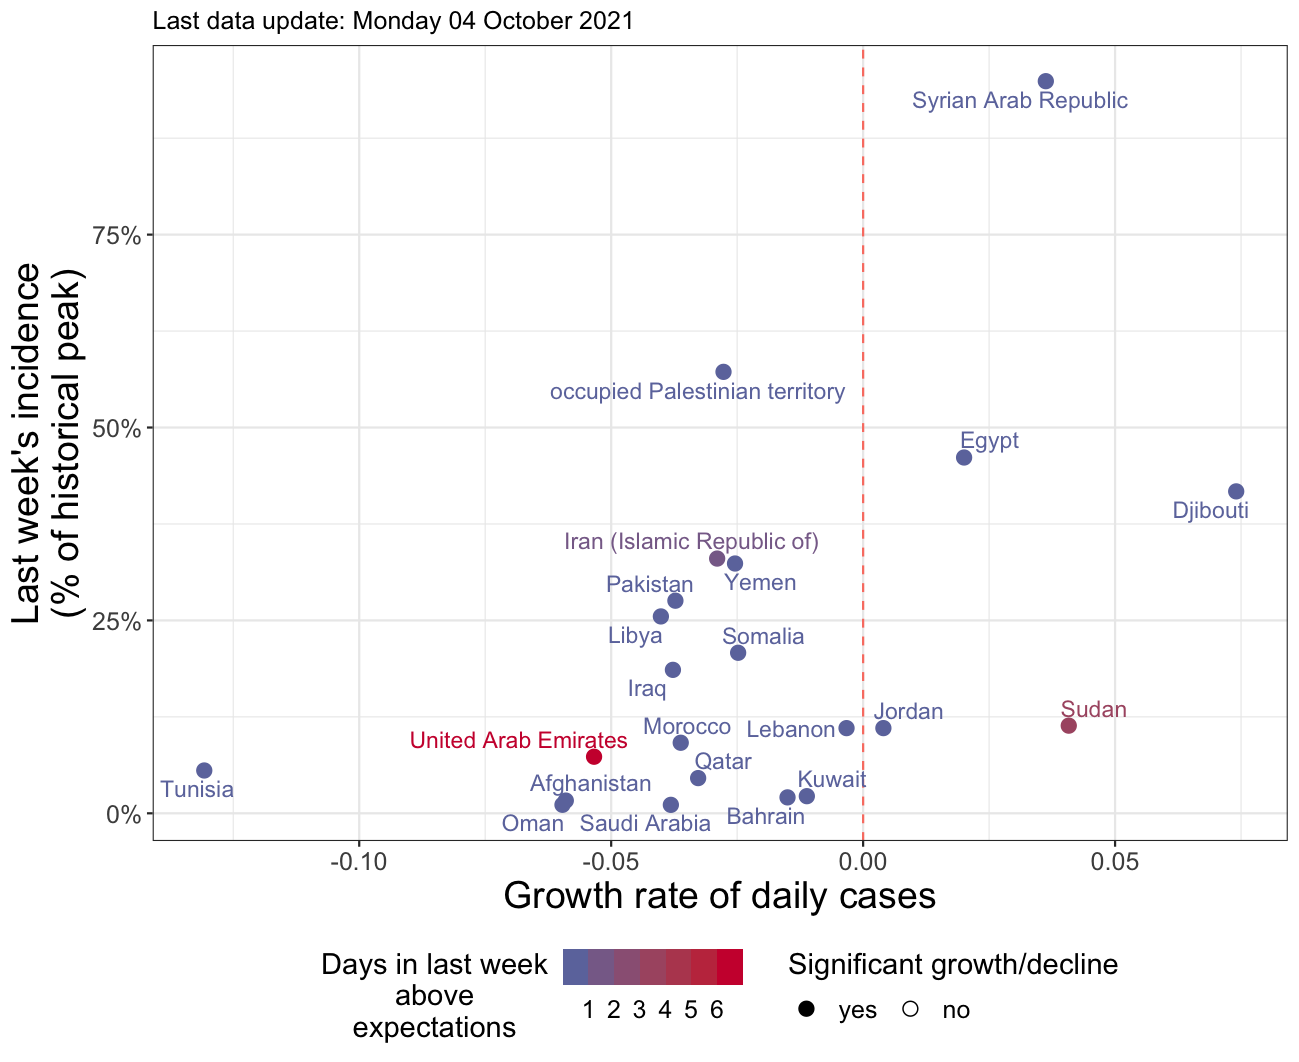 Last data update: Monday 04 October 2021
Last week's incidence
(% of historical peak)
75%
50%
25%
0%
Syrian Arab Republic
occupied Palestinian territory
Egypt
Djibouti
Iran (Islamic Republic of)
Pakistan
Yemen
Libya
Somalia
Iraq
Sudan
Jordan
Morocco
Lebanon
United Arab Emirates
Qatar
Tunisia
Afghanistan
Kuwait
Oman
Saudi Arabia
Bahrain
-0.10
-0.05
0.00
0.05
Growth rate of daily cases
Days in last week
above
expectations
1 2 3 4 5 6
Significant growth/decline
yes
no